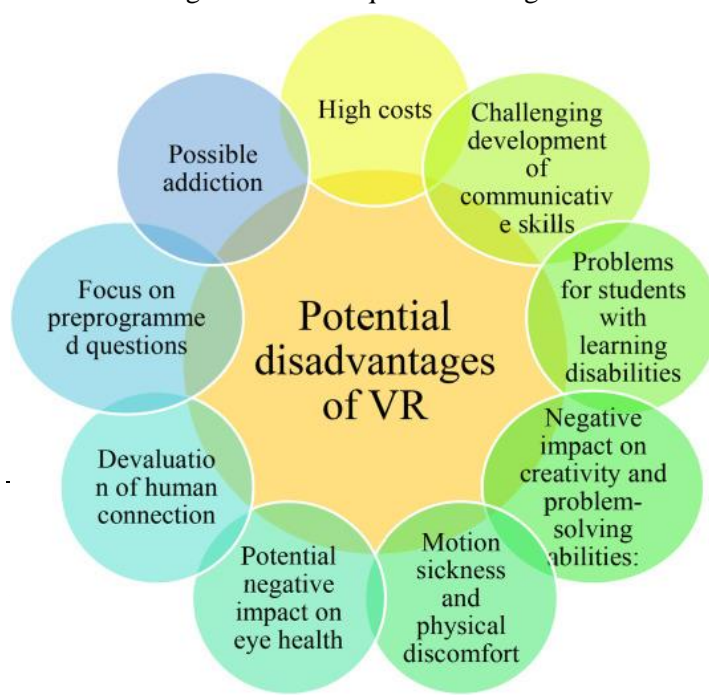 High costs
Challenging
development
of
communicativ
e skills
Problems
for students
with
learning
disabilities
Negative
impact on
creativity and
problem-
solving
abilities:
Motion
sickness
and
physical
discomfort
Potential
negative
impact on
eye health
Devaluatio
n of human
connection
Focus on
preprogramme
d questions
Possible
addiction
Potential
disadvantages
of VR